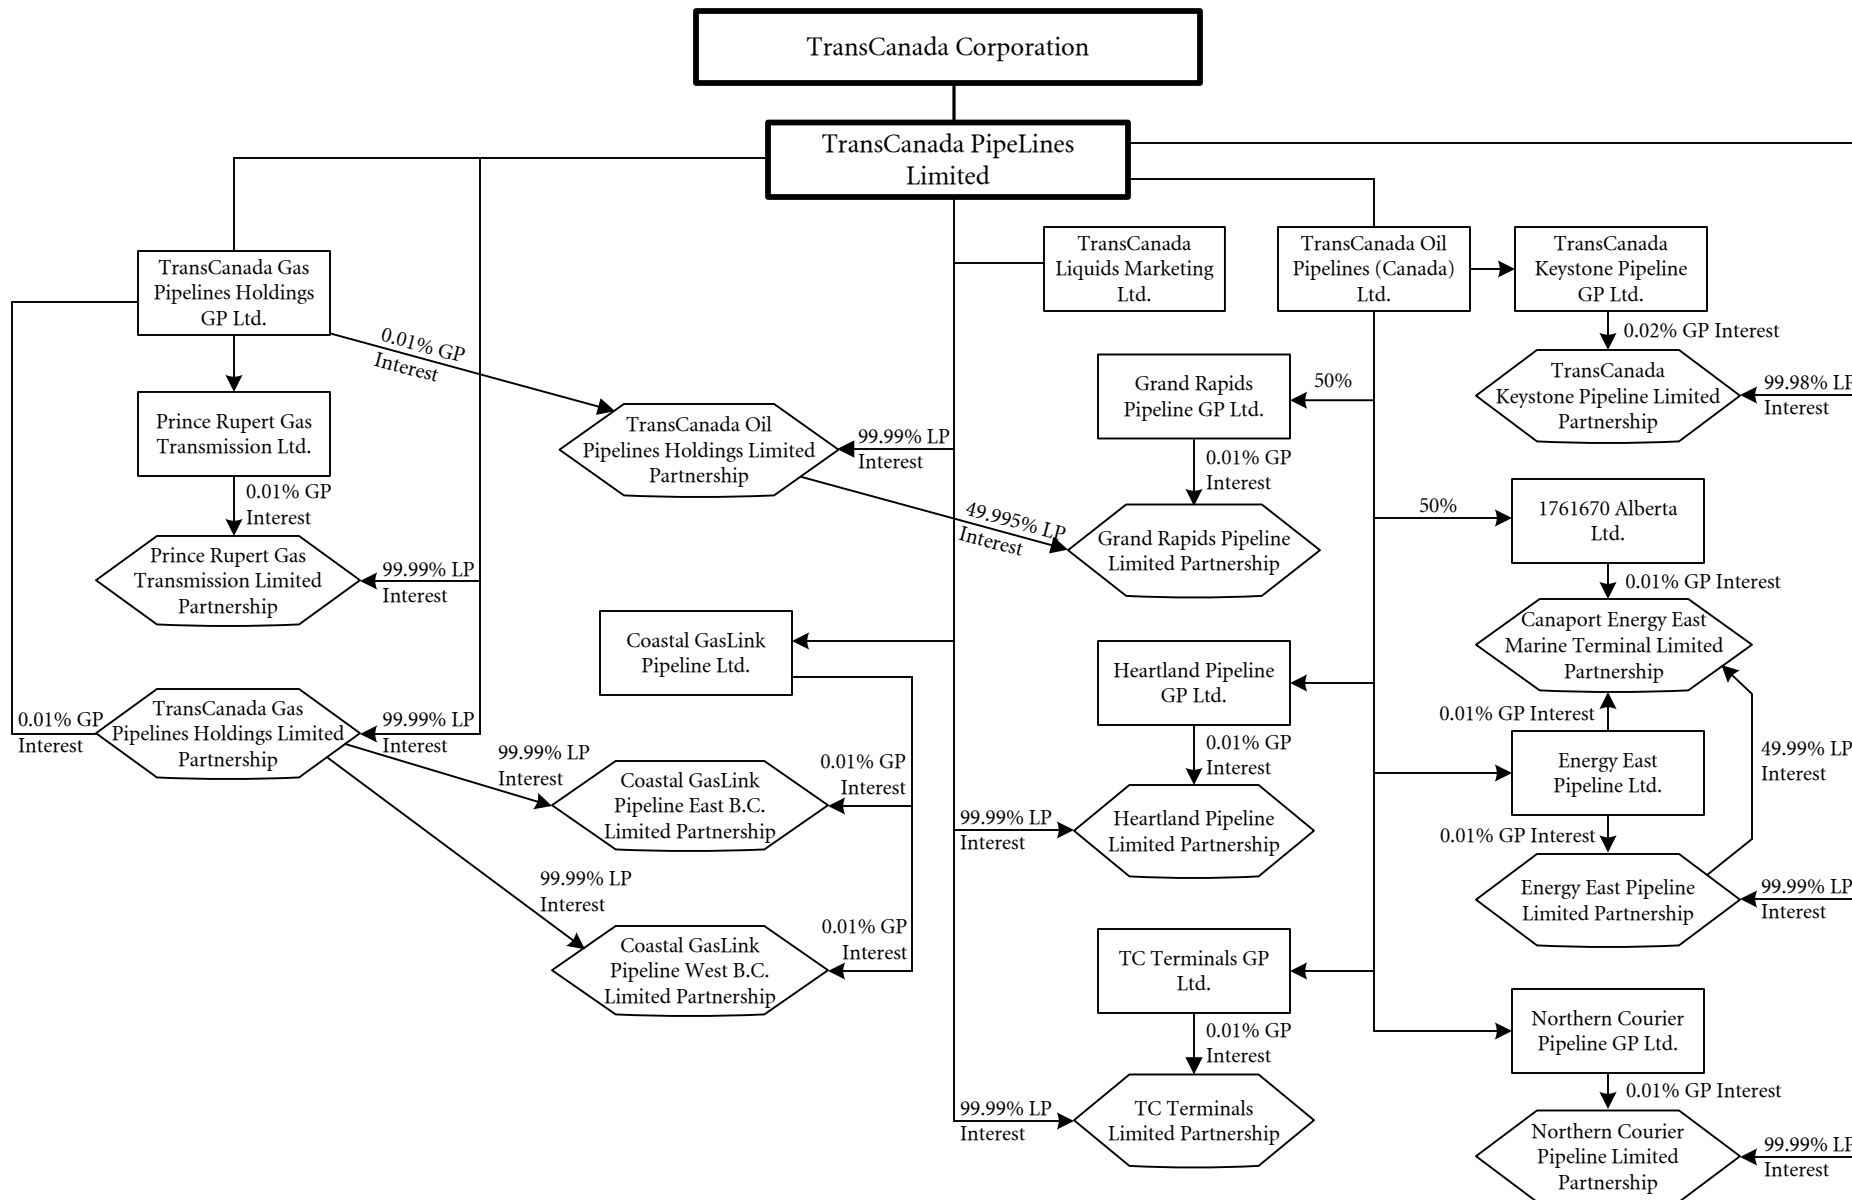 TransCanada Corporation
TransCanada PipeLines
Limited
TransCanada Gas
Pipelines Holdings
GP Ltd.
TransCanada
Liquids Marketing
Ltd.
TransCanada Oil
Pipelines (Canada)
Ltd.
TransCanada
Keystone Pipeline
GP Ltd.
0.02% GP Interest
TransCanada
Keystone Pipeline Limited
Partnership
99.98% LP
Interest
0.01% GP
Interest
Prince Rupert Gas
Transmission Ltd.
0.01% GP
Interest
Prince Rupert Gas
Transmission Limited
Partnership
99.99% LP
Interest
TransCanada Oil
Pipelines Holdings Limited
Partnership
99.99% LP
Interest
49.995% LP
Interest
Grand Rapids
Pipeline GP Ltd.
50%
0.01% GP
Interest
Grand Rapids Pipeline
Limited Partnership
50%
1761670 Alberta
Ltd.
0.01% GP Interest
Canaport Energy East
Marine Terminal Limited
Partnership
0.01% GP Interest
Energy East
Pipeline Ltd.
49.99% LP
Interest
0.01% GP Interest
Energy East Pipeline
Limited Partnership
99.99% LP
Interest
Coastal GasLink
Pipeline Ltd.
Heartland Pipeline
GP Ltd.
0.01% GP
Interest
Heartland Pipeline
Limited Partnership
99.99% LP
Interest
0.01% GP
Interest
TransCanada Gas
Pipelines Holdings Limited
Partnership
99.99% LP
Interest
99.99% LP
Interest
Coastal GasLink
Pipeline East B.C.
Limited Partnership
0.01% GP
Interest
99.99% LP
Interest
Coastal GasLink
Pipeline West B.C.
Limited Partnership
0.01% GP
Interest
TC Terminals GP
Ltd.
0.01% GP
Interest
TC Terminals
Limited Partnership
99.99% LP
Interest
Northern Courier
Pipeline GP Ltd.
0.01% GP Interest
Northern Courier
Pipeline Limited
Partnership
99.99% LP
Interest